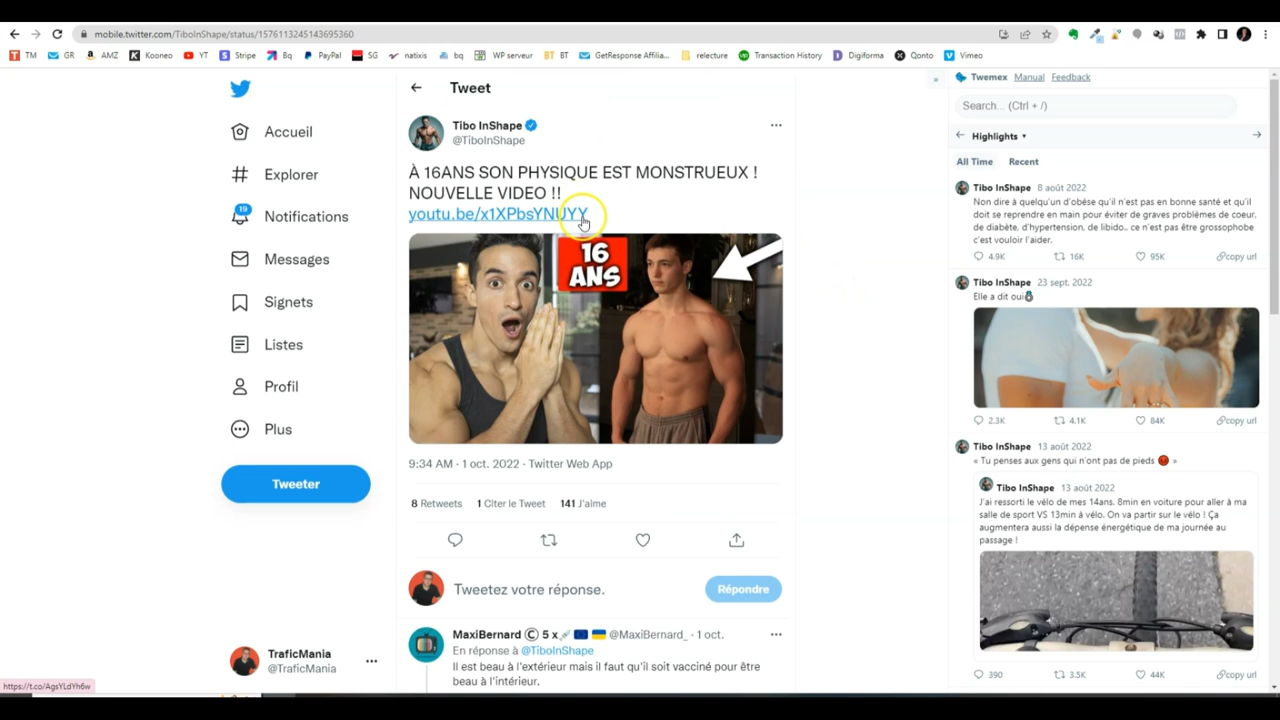 mobile.twitter.com/TiboInShape/status/1576113245143695360
TM
GR
AMZ
Kooneo
YT
Stripe
Bq
PayPal
SG
natixis
bq
WP serveur
BT
GetResponse Affilia...
relecture
Transaction History
Digiforma
Qonto
Vimeo
Accueil
Explorer
19
Notifications
Messages
Signets
Listes
Profil
Plus
Tweeter
TraficMania
@TraficMania
https://t.co/AgsYLdYh6w
Tweet
Tibo InShape
@TiboInShape
À 16ANS SON PHYSIQUE EST MONSTRUEUX !
NOUVELLE VIDEO !!
youtu.be/x1XPbsYNUYY
16
ANS
9:34 AM · 1 oct. 2022 · Twitter Web App
8 Retweets 1 Citer le Tweet 141 J'aime
Tweetez votre réponse.
Répondre
MaxiBernard © 5 x @MaxiBernard_ · 1 oct.
En réponse à @TiboInShape
Il est beau à l'extérieur mais il faut qu'il soit vacciné pour être
beau à l'intérieur.
» Twemex Manual Feedback
Search... (Ctrl + /)
Highlights
All Time Recent
Tibo InShape 8 août 2022
Non dire à quelqu'un d'obèse qu'il n'est pas en bonne santé et qu'il
doit se reprendre en main pour éviter de graves problèmes de coeur,
de diabète, d'hypertension, de libido.. ce n'est pas être grossophobe
c'est vouloir l'aider.
4.9K 16K 95K copy url
Tibo InShape 23 sept. 2022
Elle a dit oui
2.3K 4.1K 84K copy url
Tibo InShape 13 août 2022
« Tu penses aux gens qui n'ont pas de pieds »
Tibo InShape 13 août 2022
J'ai ressorti le vélo de mes 14ans. 8min en voiture pour aller à ma
salle de sport VS 13min à vélo. On va partir sur le vélo ! Ça
augmentera aussi la dépense énergétique de ma journée au
passage !
390 3.5K 44K copy url